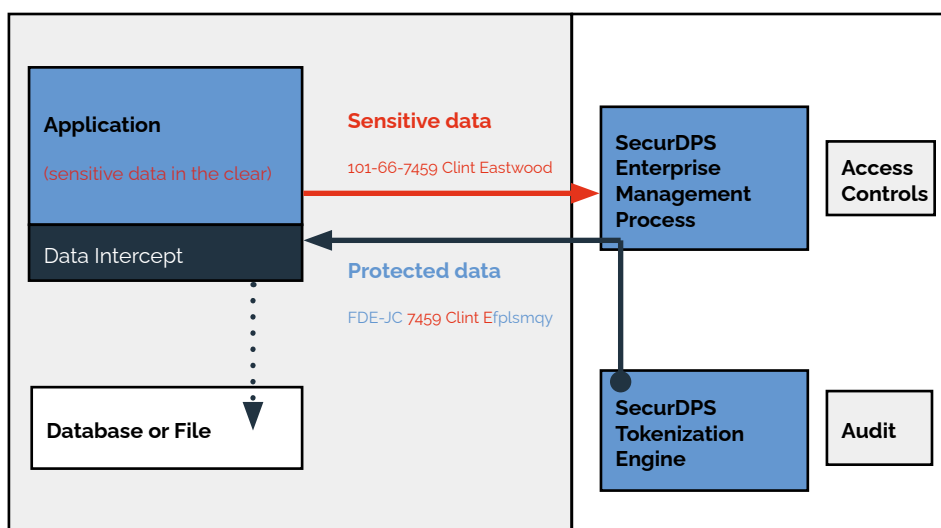 Application
(sensitive data in the clear)
Data Intercept
Sensitive data
101-66-7459 Clint Eastwood
Protected data
FDE-JC 7459 Clint Efplsmqy
Database or File
SecurDPS
Enterprise
Management
Process
Access
Controls
SecurDPS
Tokenization
Engine
Audit